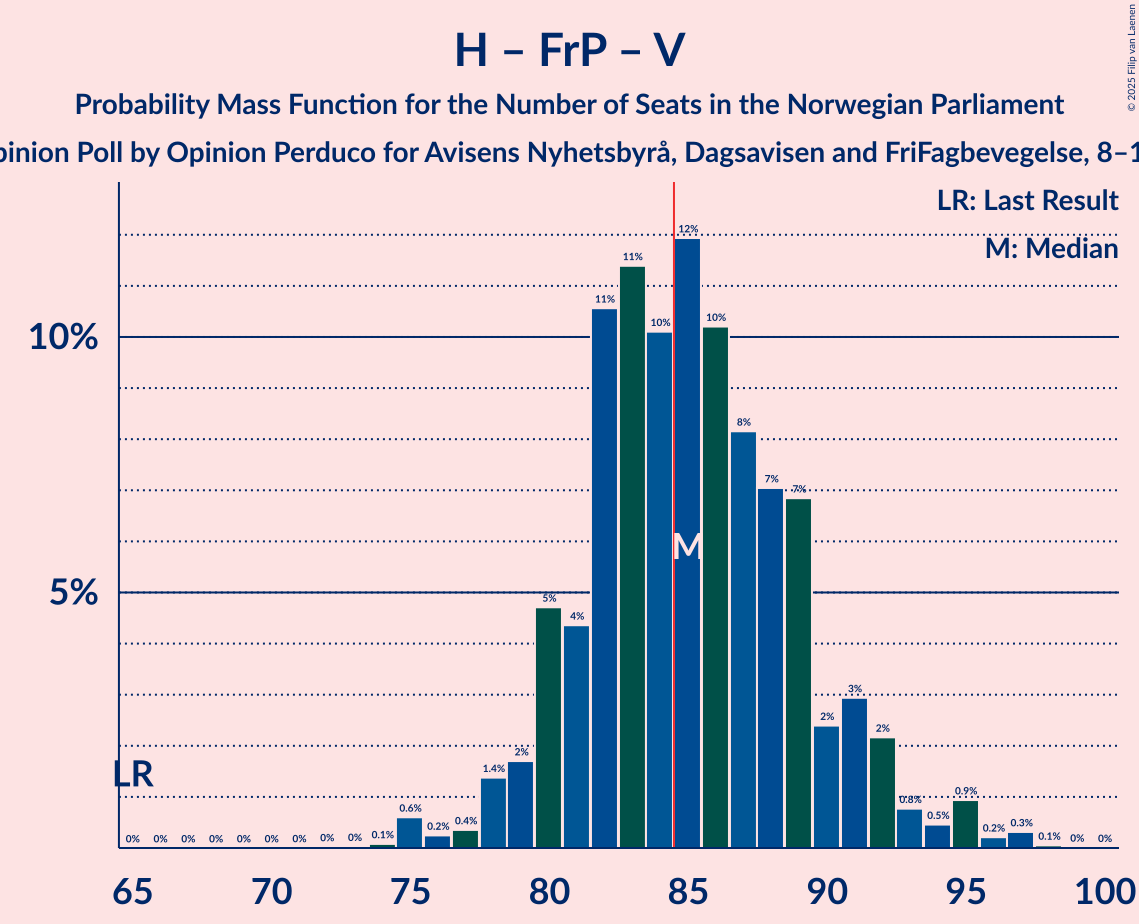 H – FrP – V
Probability Mass Function for the Number of Seats in the Norwegian Parliament
Opinion Poll by Opinion Perduco for Avisens Nyhetsbyrå, Dagsavisen and FriFagbevegelse, 8–1
© 2025 Filip van Laenen
LR: Last Result
M: Median
10%
5%
LR
M
0% 0% 0% 0% 0% 0% 0% 0% 0% 0.1% 0.6% 0.2% 0.4% 1.4% 2% 5% 4% 11% 11% 10% 12% 10% 8% 7% 7% 2% 3% 2% 0.8% 0.5% 0.9% 0.2% 0.3% 0.1% 0% 0%
65 70 75 80 85 90 95 100